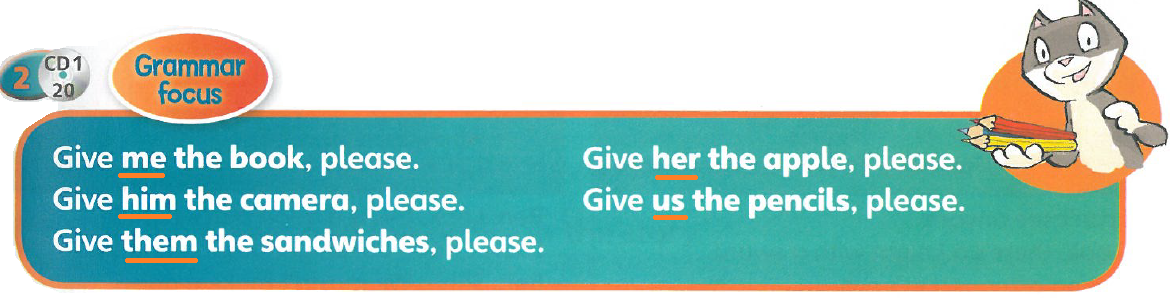 2
CD1
20
Grammar
focus
Give me the book, please.
Give him the camera, please.
Give them the sandwiches, please.
Give her the apple, please.
Give us the pencils, please.